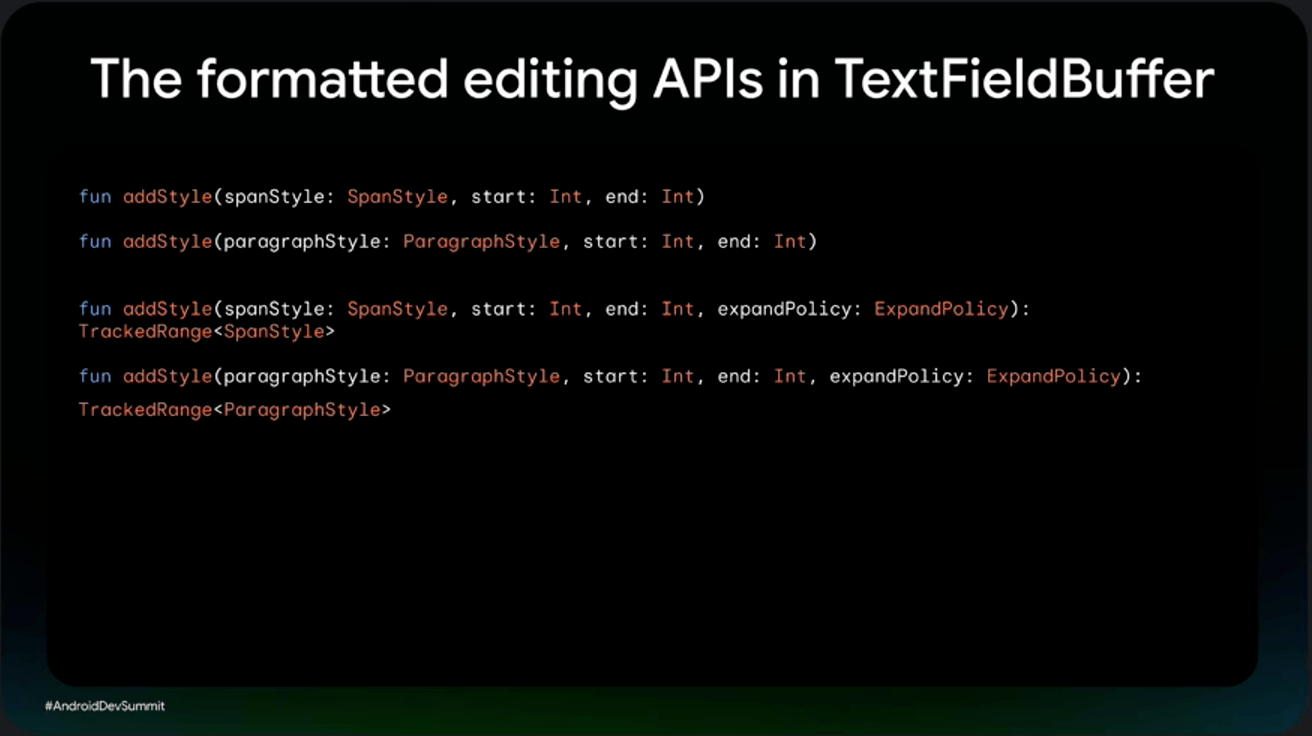 The formatted editing APIs in TextFieldBuffer
fun addStyle(spanStyle: SpanStyle, start: Int, end: Int)
fun addStyle(paragraphStyle: ParagraphStyle, start: Int, end: Int)
fun addStyle(spanStyle: SpanStyle, start: Int, end: Int, expandPolicy: ExpandPolicy):
TrackedRange<SpanStyle>
fun addStyle(paragraphStyle: ParagraphStyle, start: Int, end: Int, expandPolicy: ExpandPolicy):
TrackedRange<ParagraphStyle>
#AndroidDevSummit